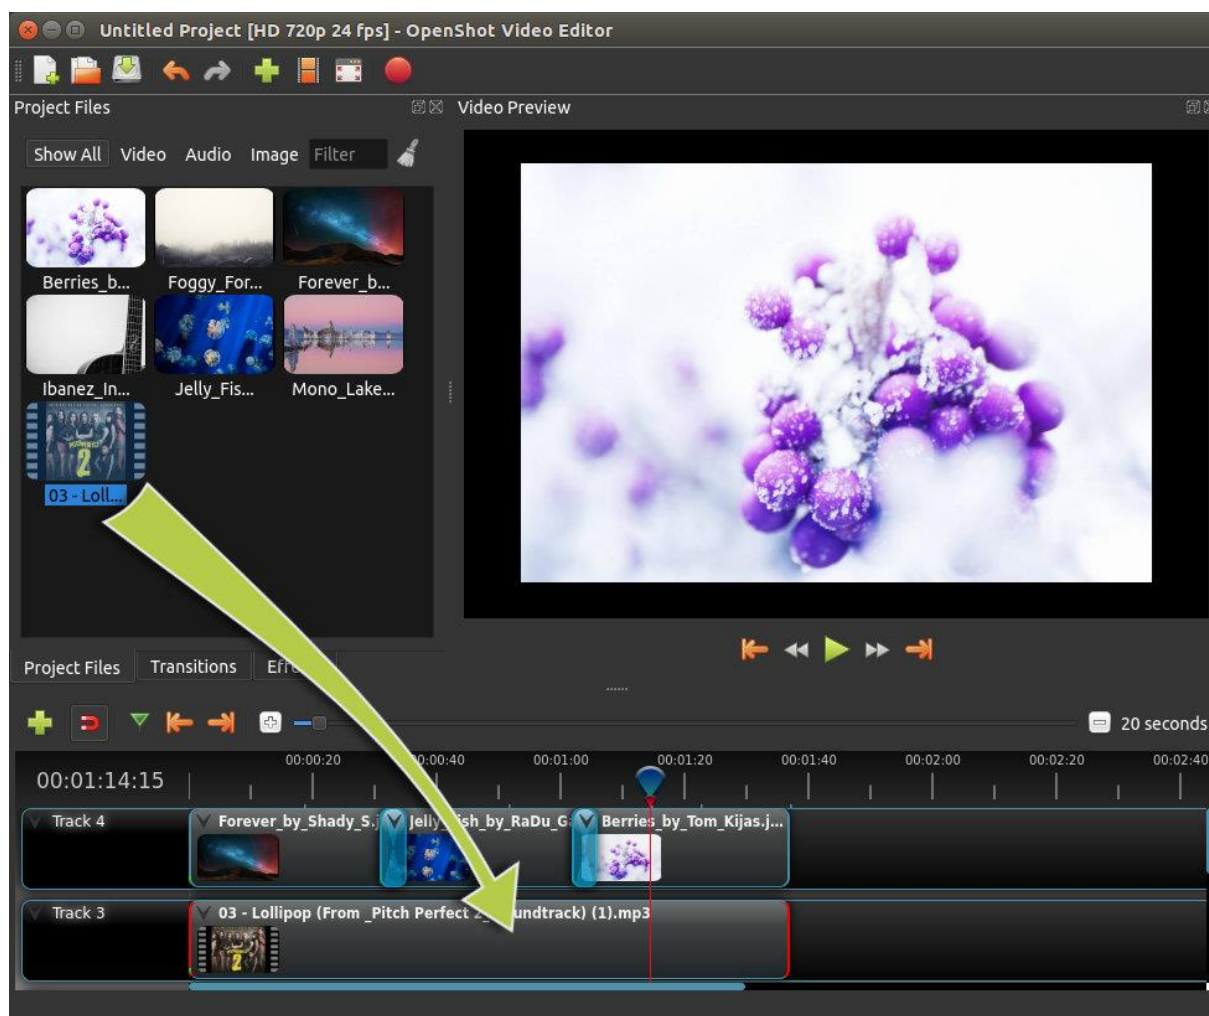 Untitled Project [HD 720p 24 fps] - OpenShot Video Editor
Project Files
Video Preview
Show All Video Audio Image Filter
Berries_b... Foggy_For... Forever_b...
Ibanez_In... Jelly_Fis... Mono_Lake...
2
03 - Loll...
Project Files Transitions
20 seconds
00:00:20 00:01:00 00:01:20 00:01:40 00:02:00 00:02:20 00:02:40
00:01:14:15
Track 4 Forever_by_Shady_S. by_RaDu_G Berries_by_Tom_Kijas.j...
Track 3 03 - Lollipop (From _Pitch Perfect (1).mp3
2